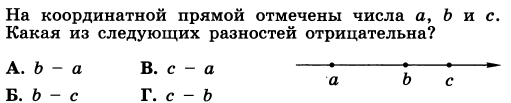 На координатной прямой отмечены числа a, b и c.
Какая из следующих разностей отрицательна?
А. b − a В. c − a
Б. b − c Г. c − b
a b c